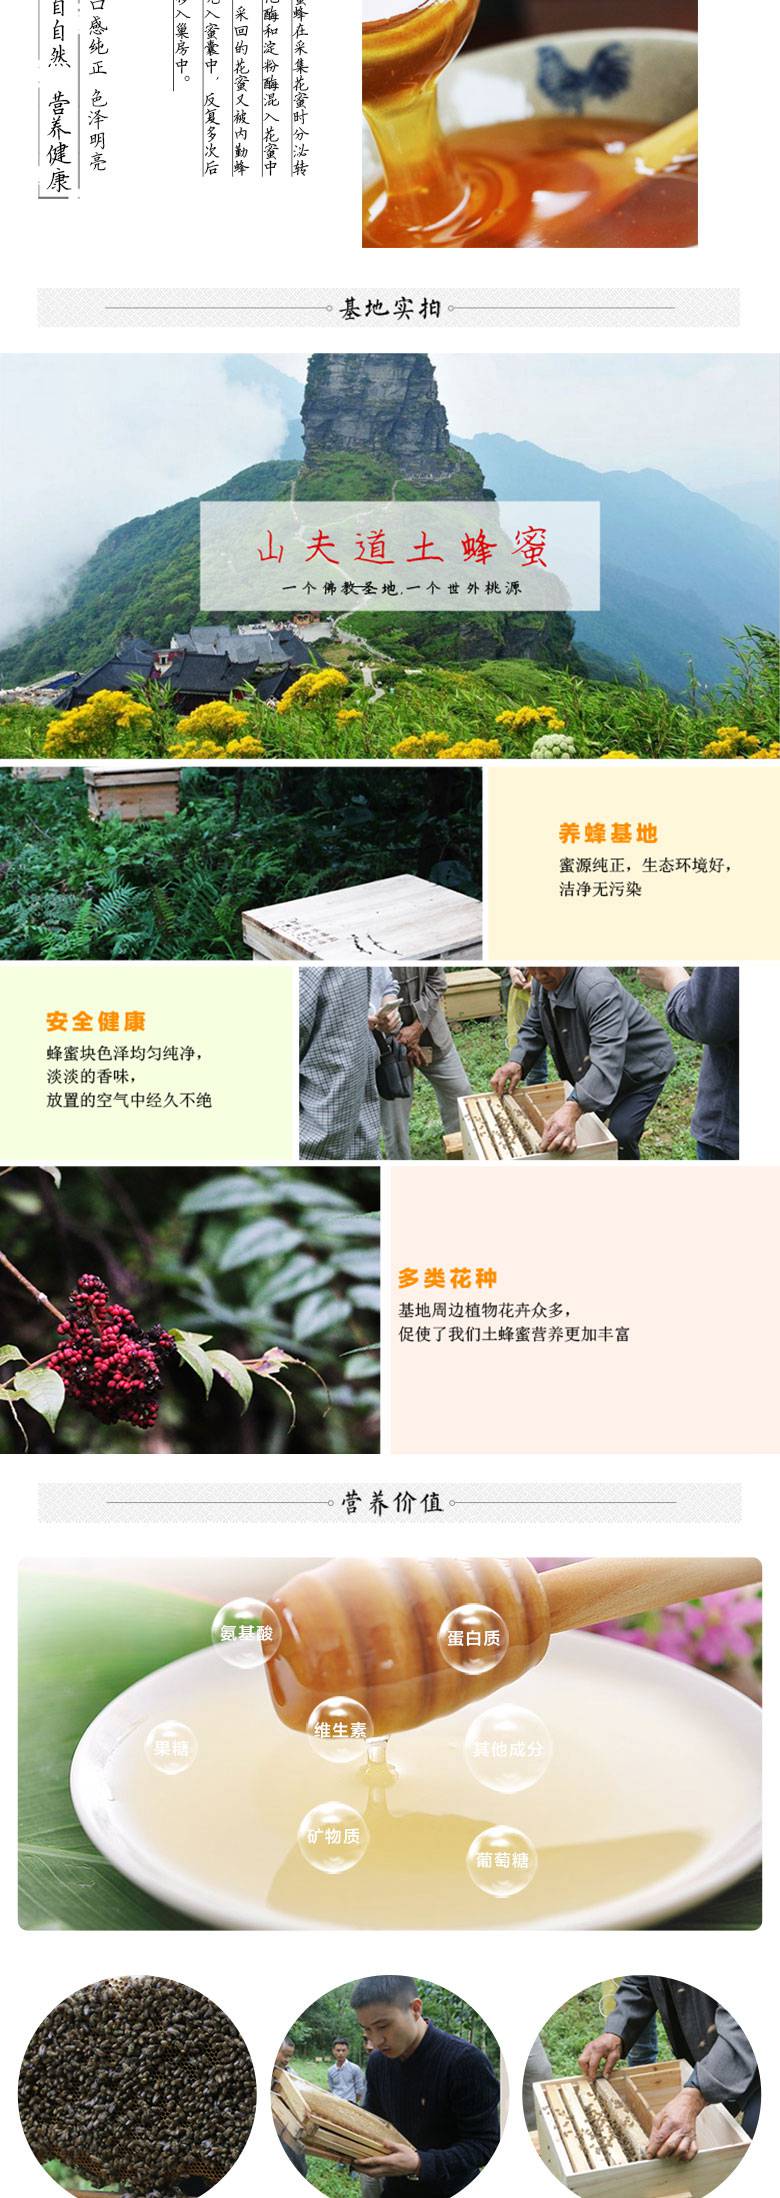 蜜蜂在采集花蜜时分泌转
化酶和淀粉酶混入花蜜中
采回的花蜜又被内勤蜂
入蜜囊中，反复多次后
入巢房中。
口感纯正 色泽明亮
自自然 营养健康
基地实拍
山夫道土蜂蜜
一个佛教圣地,一个世外桃源
养蜂基地
蜜源纯正，生态环境好，
洁净无污染
安全健康
蜂蜜块色泽均匀纯净，
淡淡的香味，
放置的空气中经久不绝
多类花种
基地周边植物花卉众多，
促使了我们土蜂蜜营养更加丰富
营养价值
氨基酸
蛋白质
维生素
果糖
其他成分
矿物质
葡萄糖